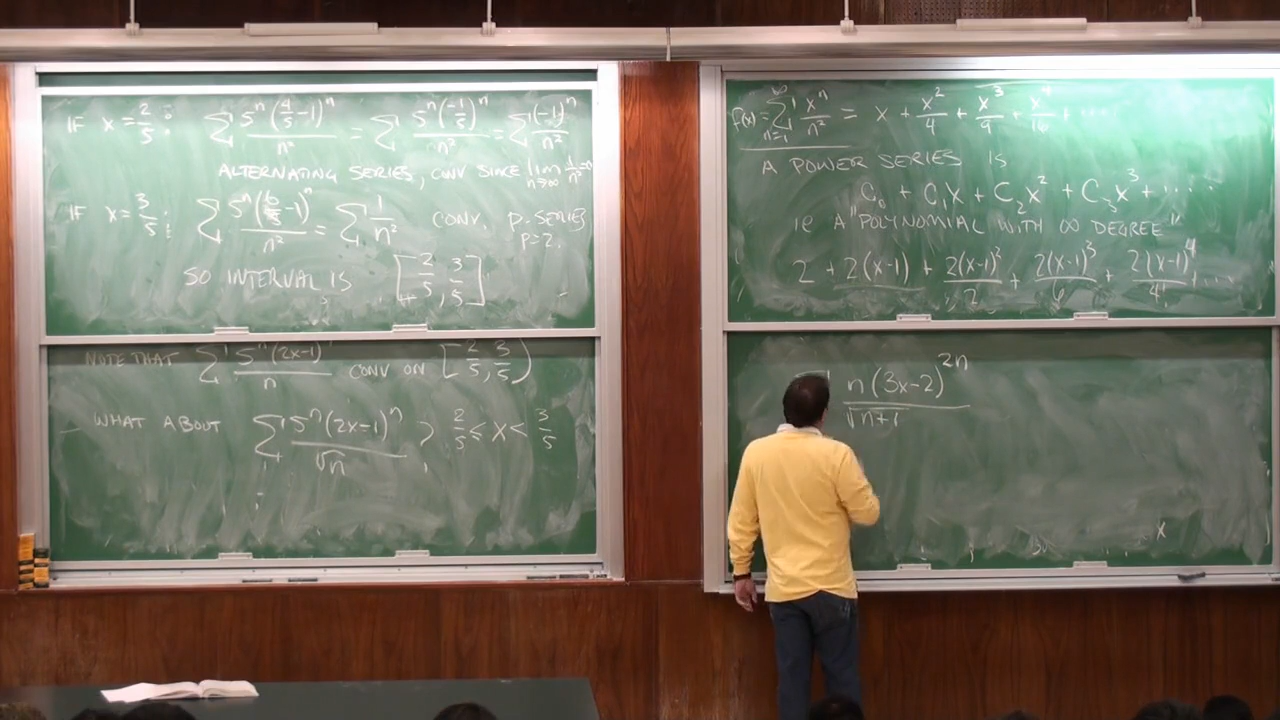 IF x = 2/5 : Σ 5ⁿ(4/5 - 1)ⁿ / n² = Σ 5ⁿ(-1/5)ⁿ / n² = Σ (-1)ⁿ / n²
ALTERNATING SERIES, CONV SINCE lim n→∞ 1/n² = 0
IF x = 3/5 : Σ 5ⁿ(6/5 - 1)ⁿ / n² = Σ 1/n² CONV. p-SERIES p=2.
SO INTERVAL IS [2/5, 3/5]
NOTE THAT Σ 5ⁿ(2x-1)ⁿ / n CONV ON [2/5, 3/5)
WHAT ABOUT Σ 5ⁿ(2x-1)ⁿ / √n ? 2/5 ≤ x < 3/5
f(x) = Σ n=1 ∞ xⁿ / n² = x + x²/4 + x³/9 + x⁴/16 + ....
A POWER SERIES IS
C₀ + C₁x + C₂x² + C₃x³ + ....
ie A "POLYNOMIAL WITH ∞ DEGREE"
2 + 2(x-1) + 2(x-1)²/2 + 2(x-1)³/6 + 2(x-1)⁴/4! + ...
n(3x-2)²ⁿ / √n+1
x